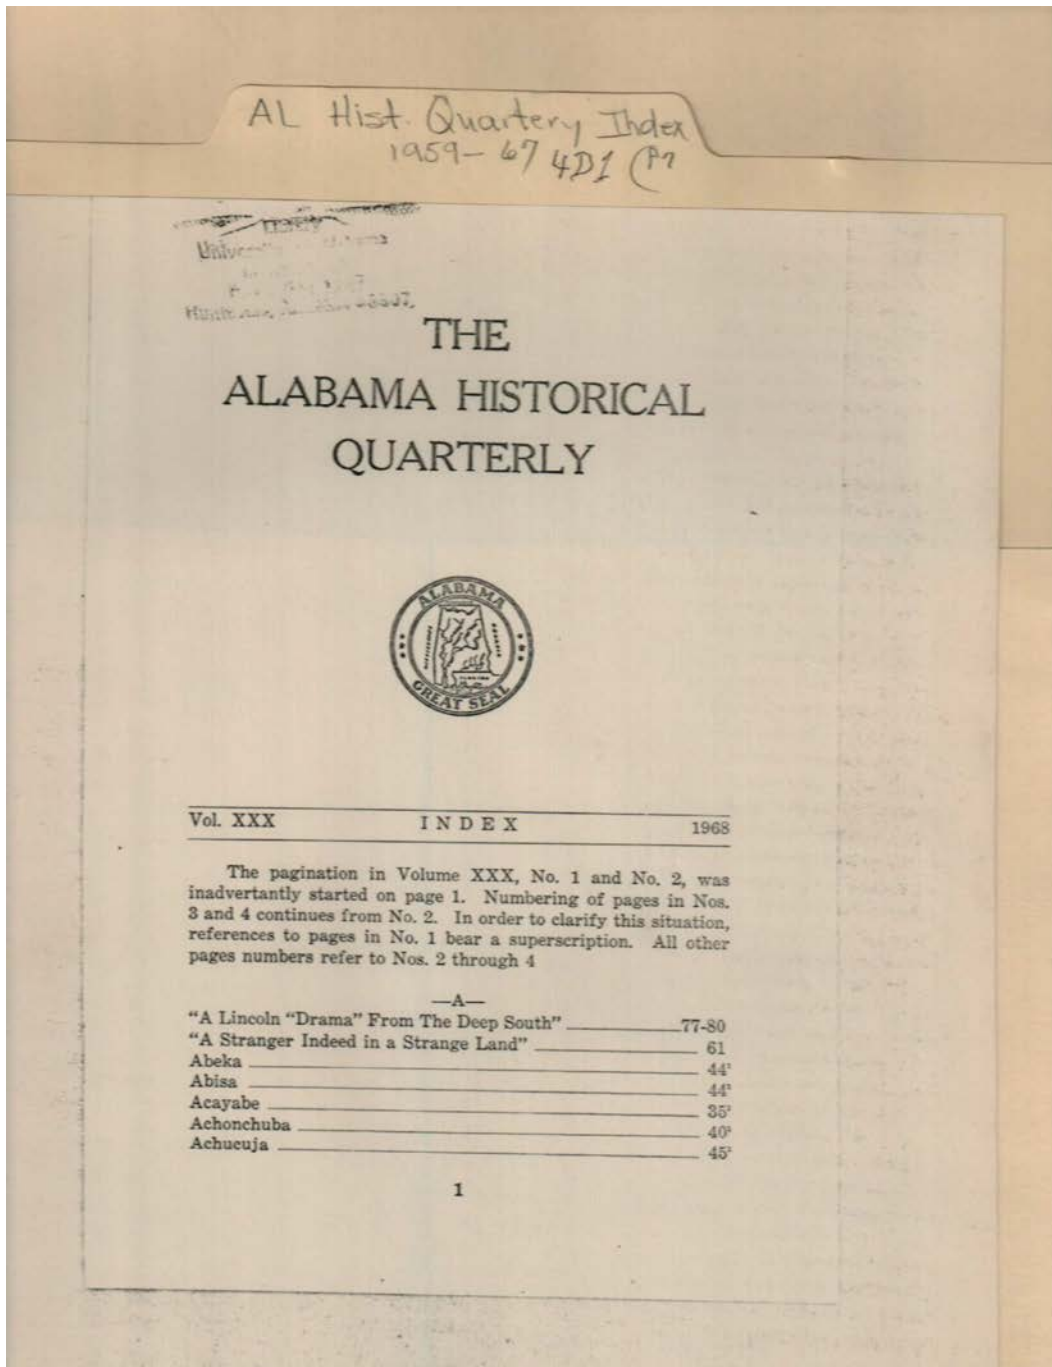 AL Hist. Quartery Index
1959-67 4D1 (P7
Library
THE
ALABAMA HISTORICAL
QUARTERLY
ALABAMA
GREAT SEAL
Vol. XXX INDEX 1968
The pagination in Volume XXX, No. 1 and No. 2, was
inadvertantly started on page 1. Numbering of pages in Nos.
3 and 4 continues from No. 2. In order to clarify this situation,
references to pages in No. 1 bear a superscription. All other
pages numbers refer to Nos. 2 through 4
—A—
"A Lincoln "Drama" From The Deep South" 77-80
"A Stranger Indeed in a Strange Land" 61
Abeka 44¹
Abisa 44¹
Acayabe 35¹
Achonchuba 40¹
Achucuja 45¹
1